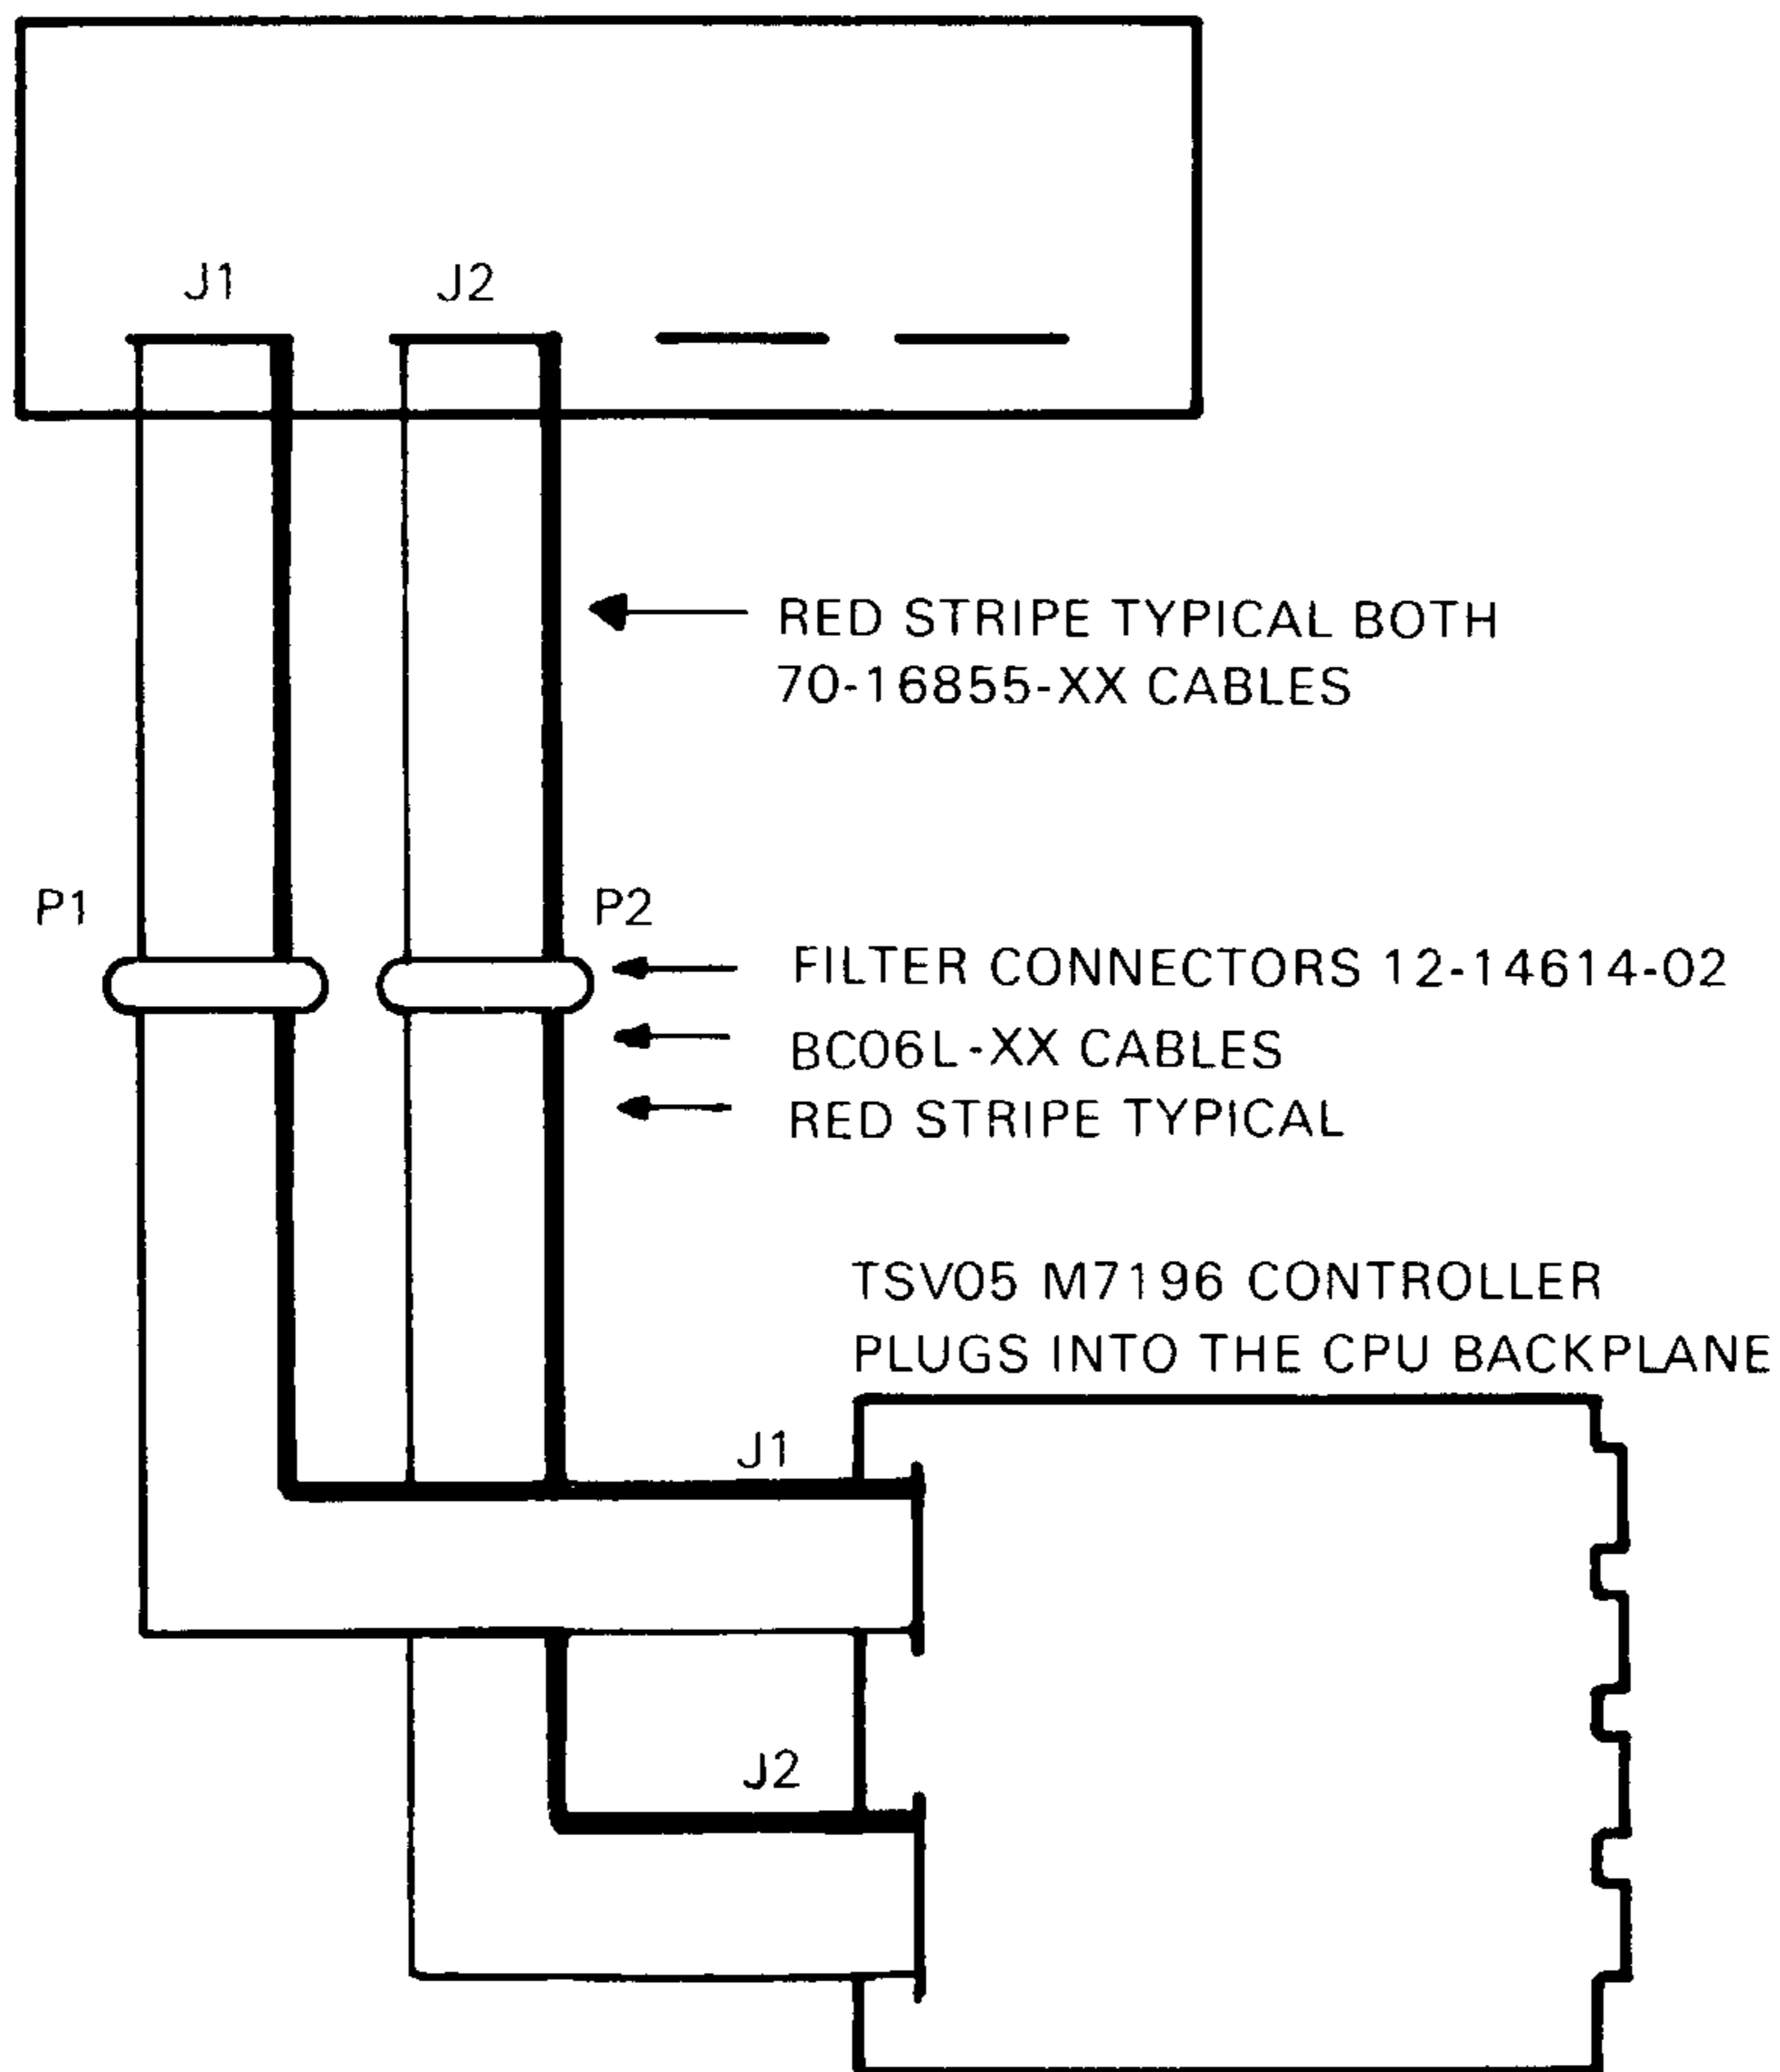 J1
J2
RED STRIPE TYPICAL BOTH
70-16855-XX CABLES
P1
P2
FILTER CONNECTORS 12-14614-02
BC06L-XX CABLES
RED STRIPE TYPICAL
TSV05 M7196 CONTROLLER
PLUGS INTO THE CPU BACKPLANE
J1
J2